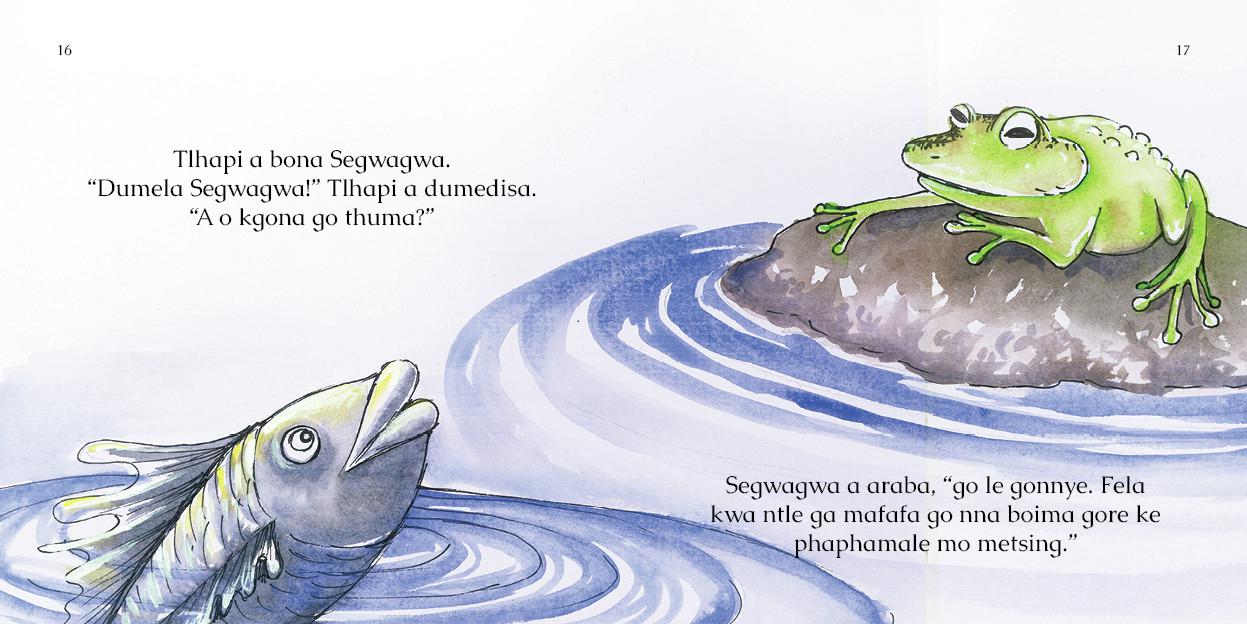 16
Tlhapi a bona Segwagwa.
“Dumela Segwagwa!” Tlhapi a dumedisa.
“A o kgona go thuma?”
17
Segwagwa a araba, “go le gonnye. Fela
kwa ntle ga mafafa go nna boima gore ke
phaphamale mo metsing.”